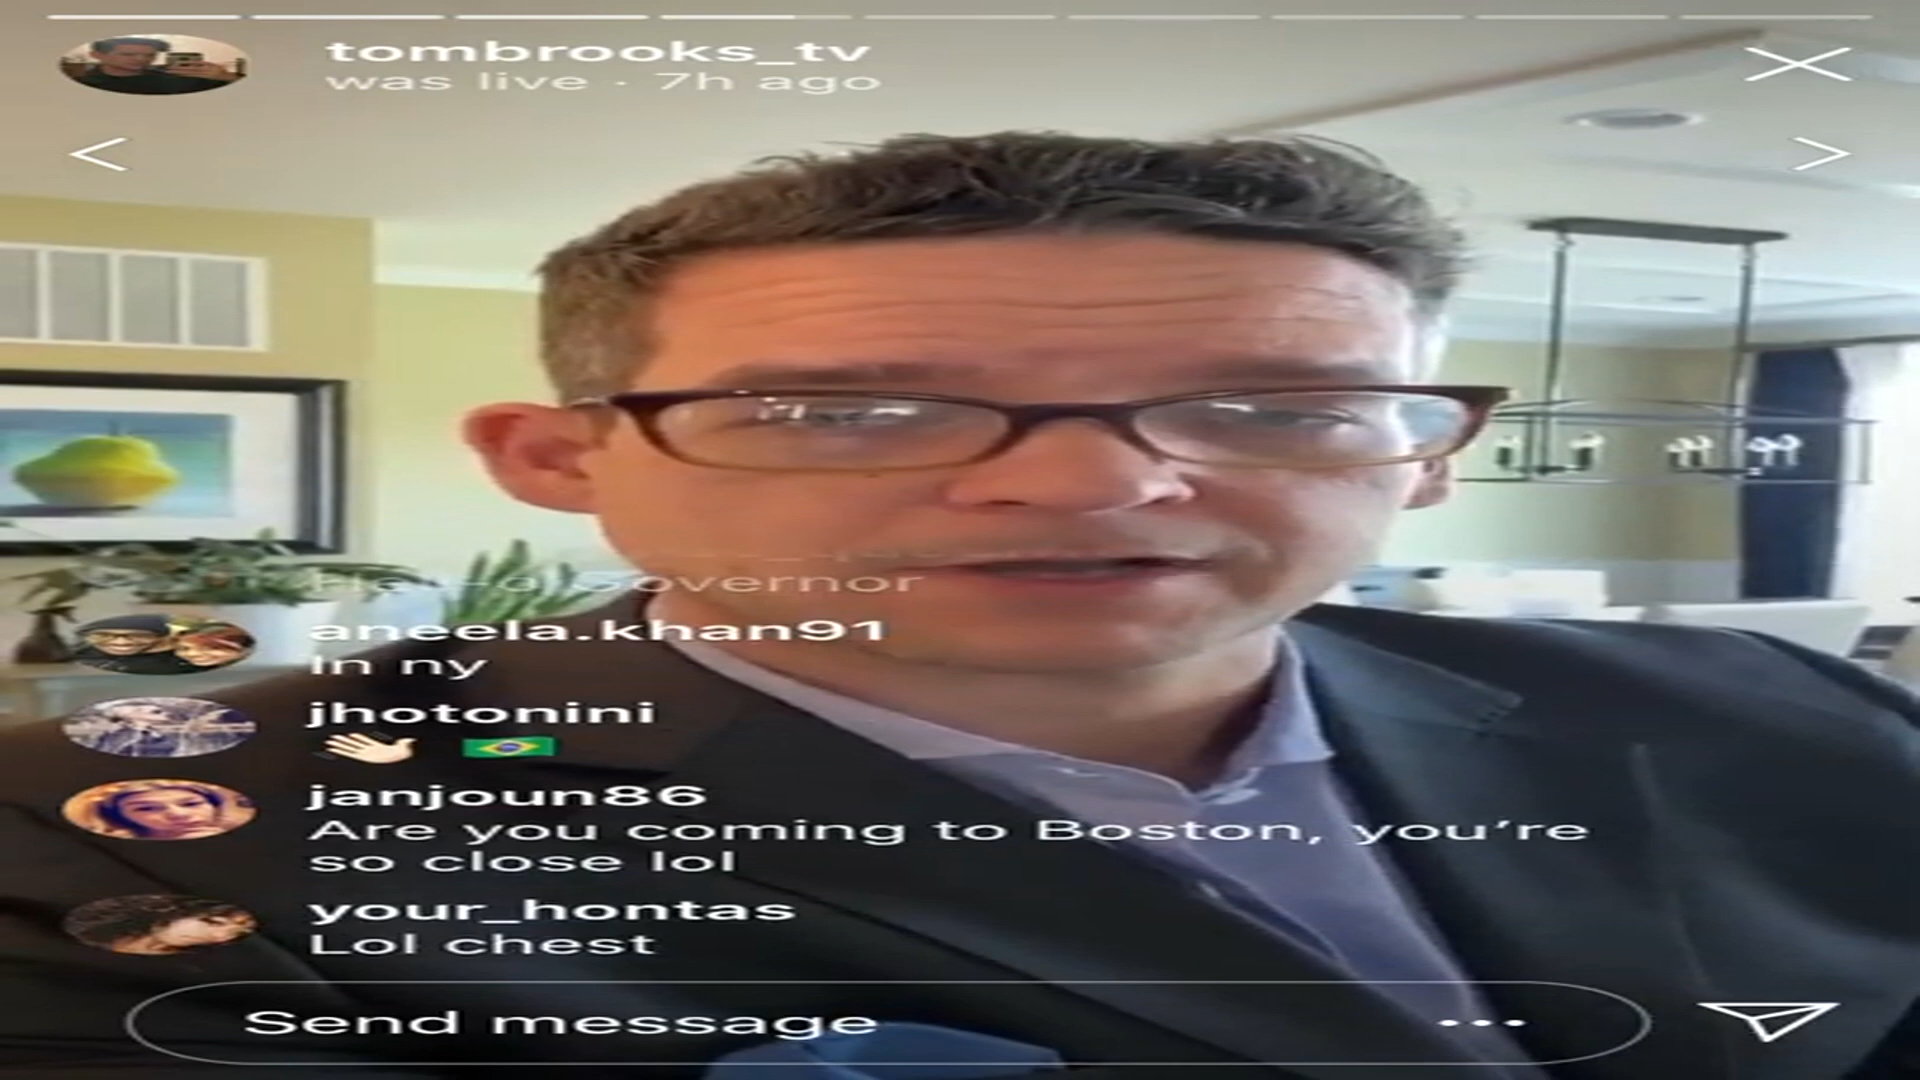 tombrooks_tv
was live · 7h ago
Governor
aneela.khan91
In ny
jhotonini
👋🏻 🇧🇷
janjoun86
Are you coming to Boston, you're
so close lol
your_hontas
Lol chest
Send message